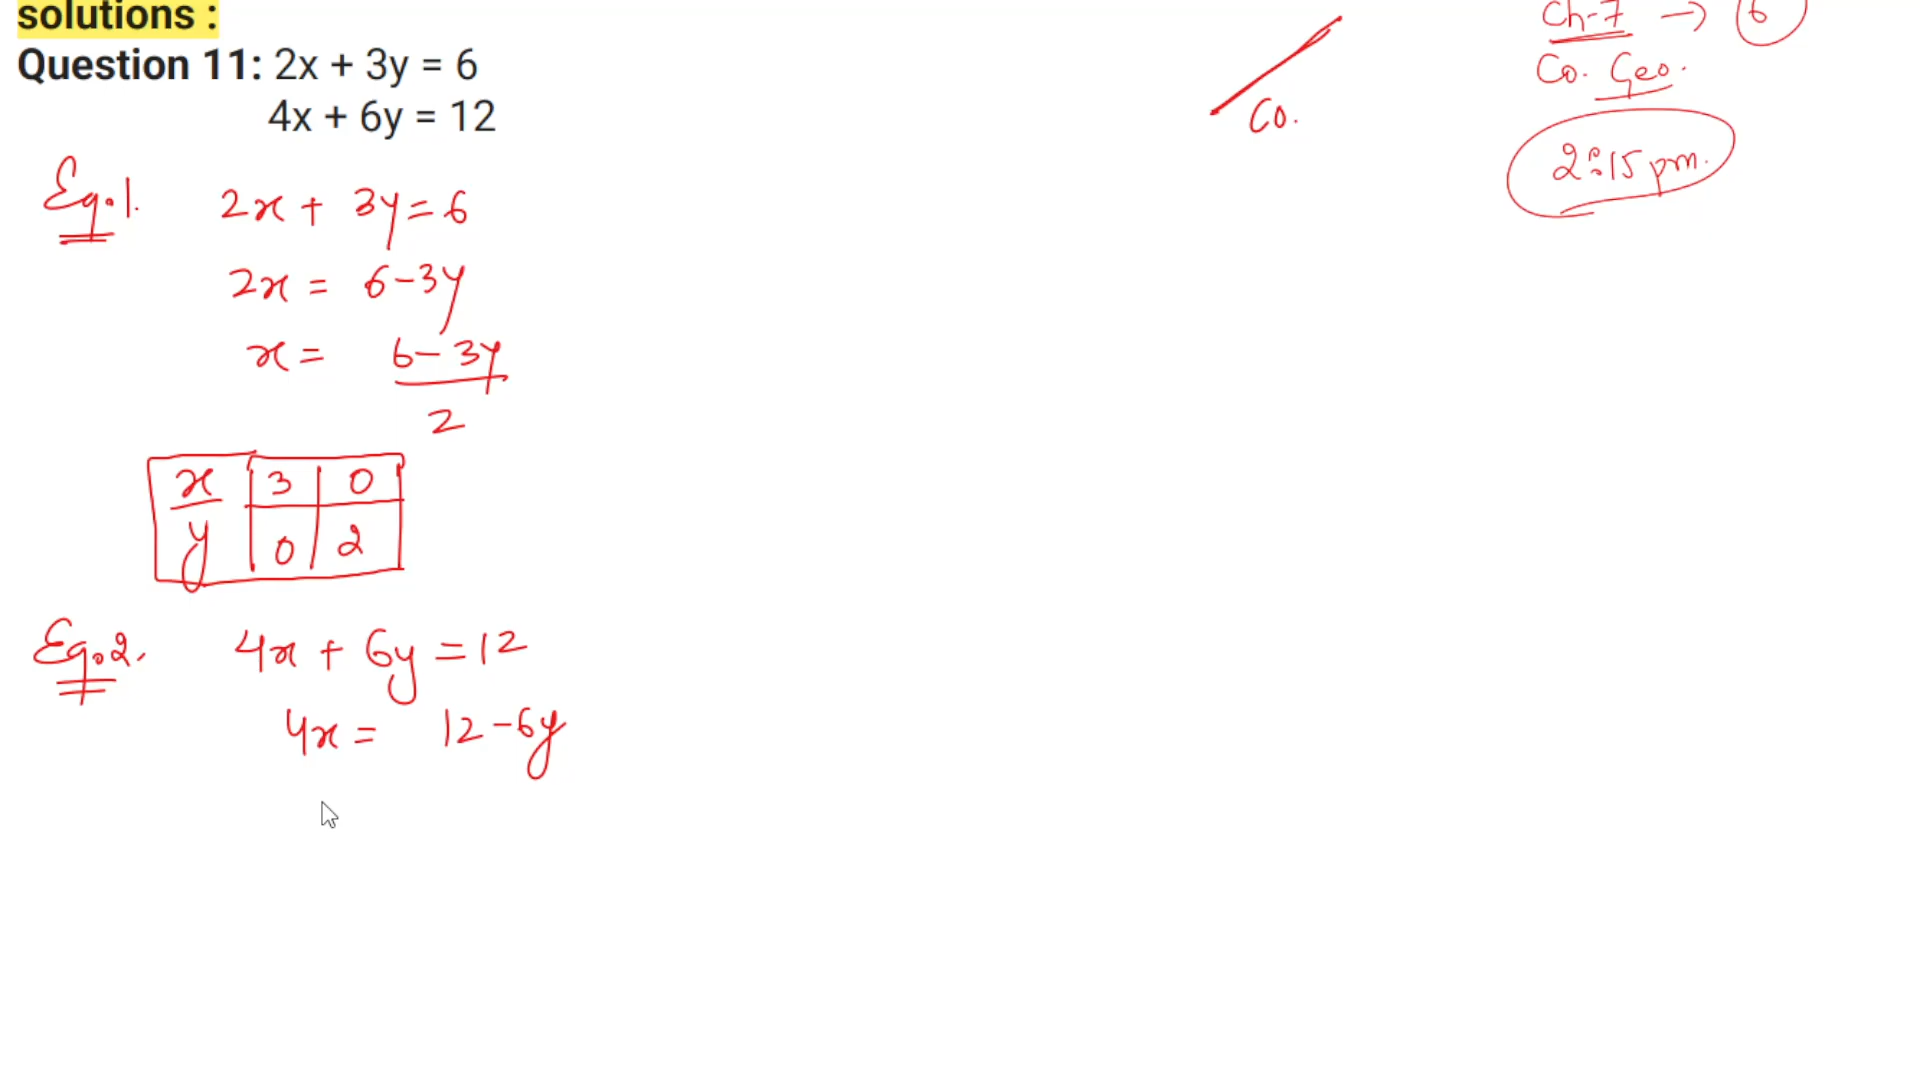 solutions :
Question 11: 2x + 3y = 6
4x + 6y = 12
Eq.1. 2x + 3y = 6
2x = 6 - 3y
x = 6 - 3y
2
x 3 0
y 0 2
Eq.2. 4x + 6y = 12
4x = 12 - 6y
Co.
Ch-7 → 6
Co. Geo.
2:15 pm.